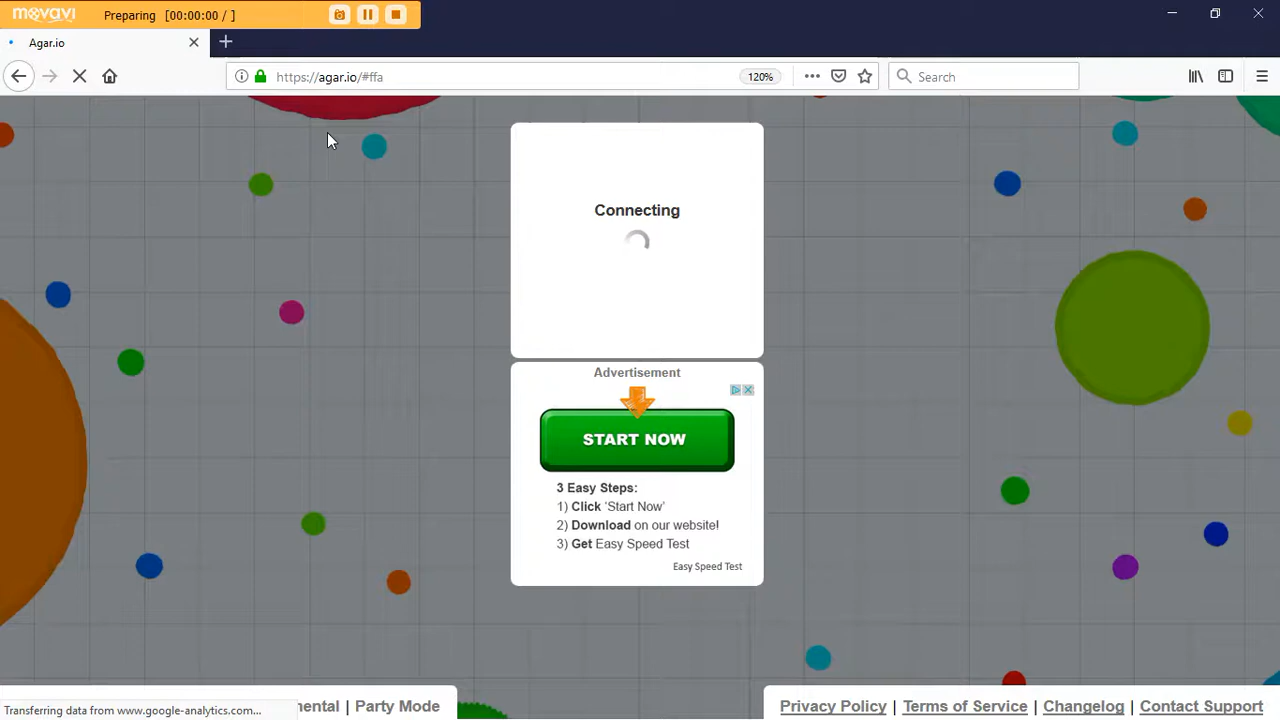 movavi Preparing [00:00:00 / ]
Agar.io
https://agar.io/#ffa 120% Search
Connecting
Advertisement
START NOW
3 Easy Steps:
1) Click 'Start Now'
2) Download on our website!
3) Get Easy Speed Test
Easy Speed Test
Transferring data from www.google-analytics.com...
mental | Party Mode
Privacy Policy | Terms of Service | Changelog | Contact Support